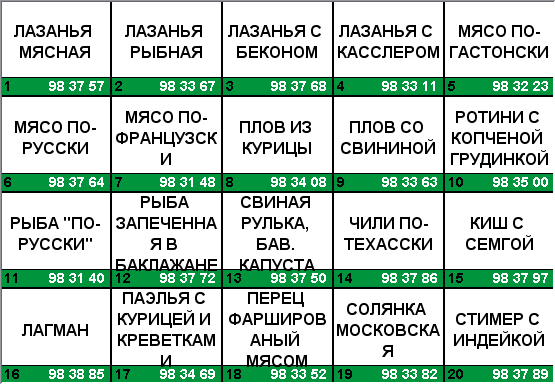 ЛАЗАНЬЯ
МЯСНАЯ
1 98 37 57
ЛАЗАНЬЯ
РЫБНАЯ
2 98 33 67
ЛАЗАНЬЯ С
БЕКОНОМ
3 98 37 68
ЛАЗАНЬЯ С
КАССЛЕРОМ
4 98 33 11
МЯСО ПО-
ГАСТОНСКИ
5 98 32 23
МЯСО ПО-
РУССКИ
6 98 37 64
МЯСО ПО-
ФРАНЦУЗСК
И
7 98 31 48
ПЛОВ ИЗ
КУРИЦЫ
8 98 34 08
ПЛОВ СО
СВИНИНОЙ
9 98 33 63
РОТИНИ С
КОПЧЕНОЙ
ГРУДИНКОЙ
10 98 35 00
РЫБА "ПО-
РУССКИ"
11 98 31 40
РЫБА
ЗАПЕЧЕННА
Я В
БАКЛАЖАНЕ
12 98 37 72
СВИНАЯ
РУЛЬКА,
БАВ.
КАПУСТА
13 98 37 50
ЧИЛИ ПО-
ТЕХАССКИ
14 98 37 86
КИШ С
СЕМГОЙ
15 98 37 97
ЛАГМАН
16 98 38 85
ПАЭЛЬЯ С
КУРИЦЕЙ И
КРЕВЕТКАМ
И
17 98 34 69
ПЕРЕЦ
ФАРШИРОВ
АНЫЙ
МЯСОМ
18 98 33 52
СОЛЯНКА
МОСКОВСКА
Я
19 98 33 82
СТИМЕР С
ИНДЕЙКОЙ
20 98 37 89